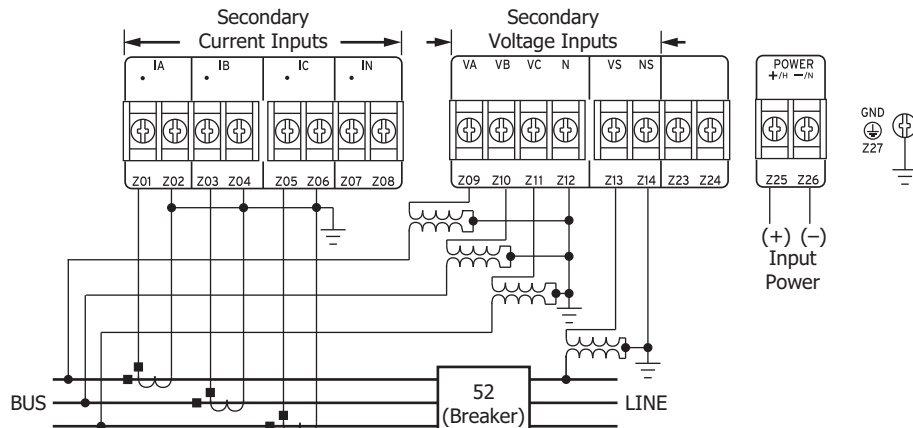 Secondary
Current Inputs
Secondary
Voltage Inputs
IA IB IC IN
VA VB VC N VS NS
POWER
+/H −/N
GND
Z27
Z01 Z02 Z03 Z04 Z05 Z06 Z07 Z08
Z09 Z10 Z11 Z12 Z13 Z14 Z23 Z24
Z25 Z26
(+) (−)
Input
Power
BUS
52
(Breaker)
LINE